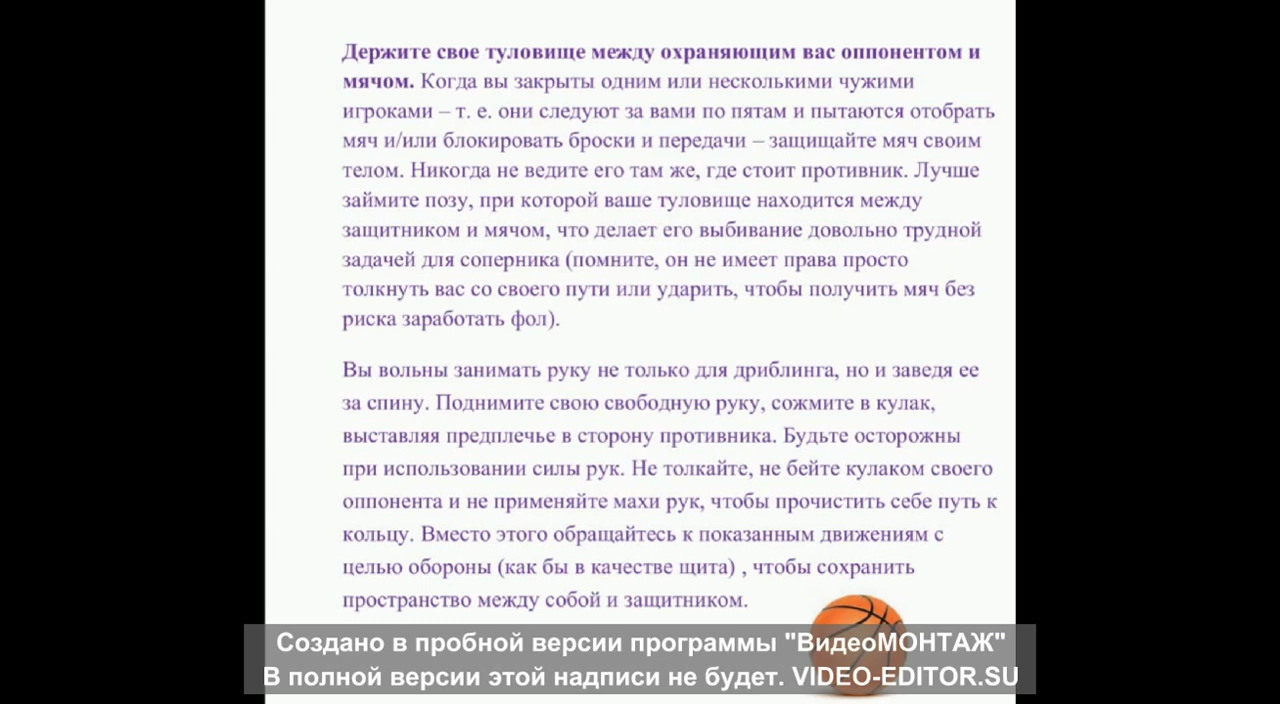 Держите свое туловище между охраняющим вас оппонентом и
мячом. Когда вы закрыты одним или несколькими чужими
игроками – т. е. они следуют за вами по пятам и пытаются отобрать
мяч и/или блокировать броски и передачи – защищайте мяч своим
телом. Никогда не ведите его там же, где стоит противник. Лучше
займите позу, при которой ваше туловище находится между
защитником и мячом, что делает его выбивание довольно трудной
задачей для соперника (помните, он не имеет права просто
толкнуть вас со своего пути или ударить, чтобы получить мяч без
риска заработать фол).
Вы вольны занимать руку не только для дриблинга, но и заведя ее
за спину. Поднимите свою свободную руку, сожмите в кулак,
выставляя предплечье в сторону противника. Будьте осторожны
при использовании силы рук. Не толкайте, не бейте кулаком своего
оппонента и не применяйте махи рук, чтобы прочистить себе путь к
кольцу. Вместо этого обращайтесь к показанным движениям с
целью обороны (как бы в качестве щита) , чтобы сохранить
пространство между собой и защитником.
Создано в пробной версии программы "ВидеоМОНТАЖ"
В полной версии этой надписи не будет. VIDEO-EDITOR.SU